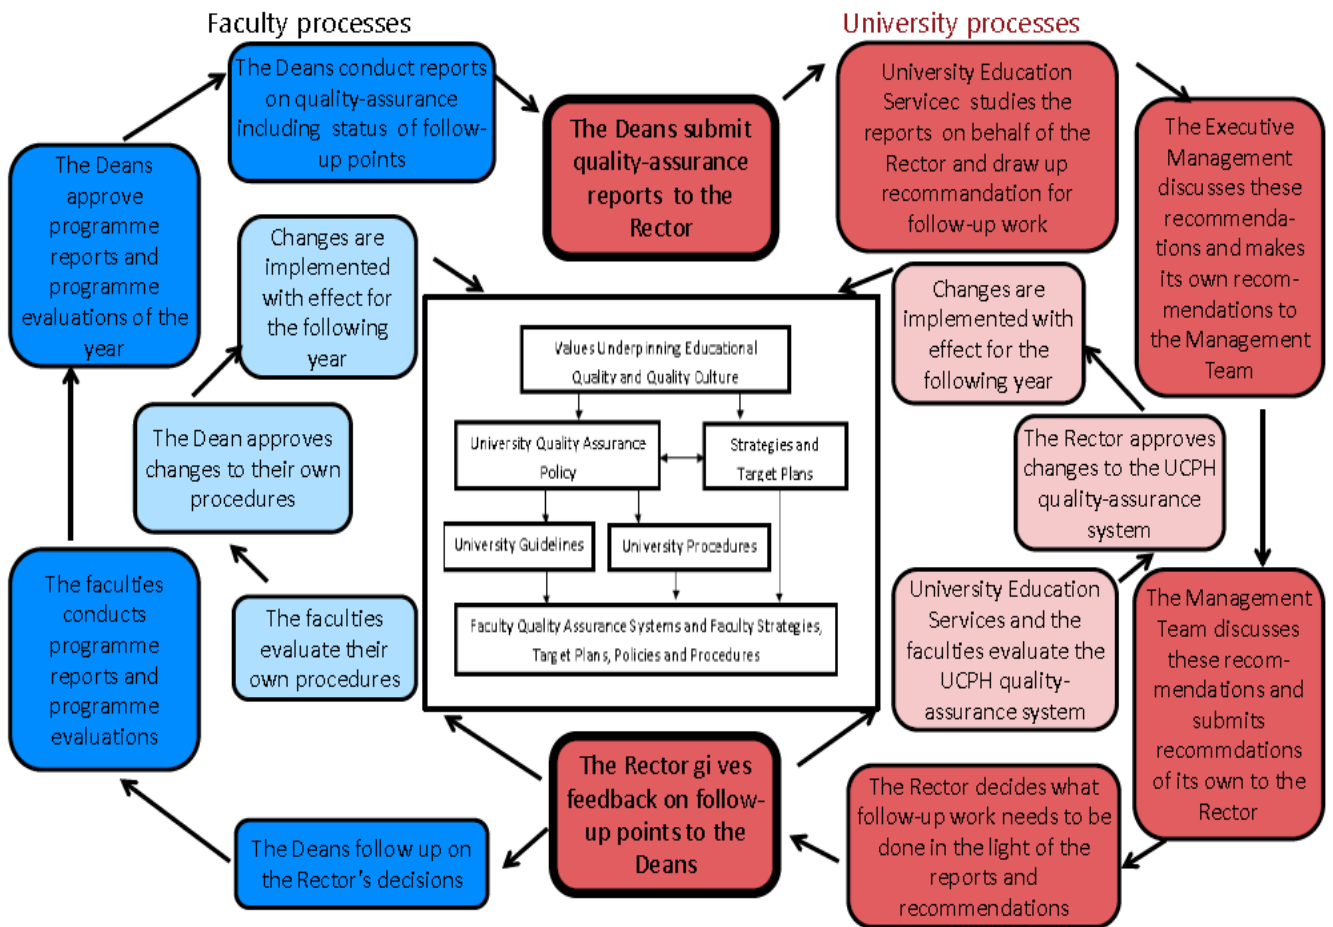 Faculty processes
University processes
The Deans conduct reports
on quality-assurance
including status of follow-
up points
The Deans submit
quality-assurance
reports to the
Rector
University Education
Servicec studies the
reports on behalf of the
Rector and draw up
recommandation for
follow-up work
The Executive
Management
discusses these
recommenda-
tions and makes
its own recom-
mendations to
the Management
Team
The Deans
approve
programme
reports and
programme
evaluations of the
year
Changes are
implemented
with effect for
the following
year
Changes are
implemented with
effect for the
following year
Values Underpinning Educational
Quality and Quality Culture
The Dean approves
changes to their own
procedures
University Quality Assurance
Policy
Strategies and
Target Plans
The Rector approves
changes to the UCPH
quality-assurance
system
University Guidelines
University Procedures
The faculties
conducts
programme
reports and
programme
evaluations
The faculties
evaluate their
own procedures
Faculty Quality Assurance Systems and Faculty Strategies,
Target Plans, Policies and Procedures
University Education
Services and the
faculties evaluate the
UCPH quality-
assurance system
The Management
Team discusses
these recom-
mendations and
submits
recommdations
of its own to the
Rector
The Rector gi ves
feedback on follow-
up points to the
Deans
The Rector decides what
follow-up work needs to be
done in the light of the
reports and
recommendations
The Deans follow up on
the Rector's decisions